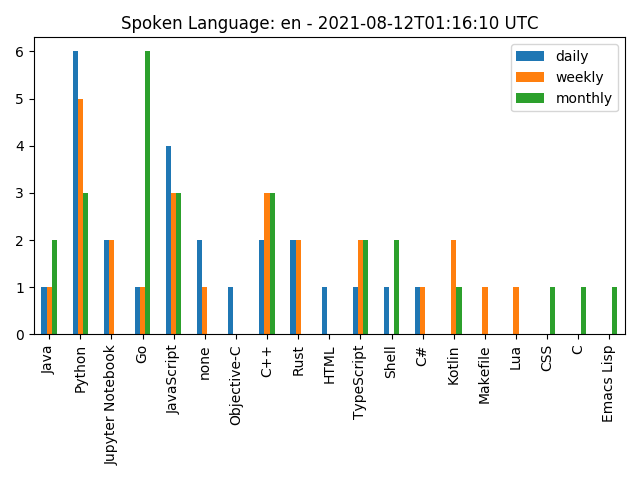 Spoken Language: en - 2021-08-12T01:16:10 UTC
daily
weekly
monthly
6
5
4
3
2
1
0
Java
Python
Jupyter Notebook
Go
JavaScript
none
Objective-C
C++
Rust
HTML
TypeScript
Shell
C#
Kotlin
Makefile
Lua
CSS
C
Emacs Lisp